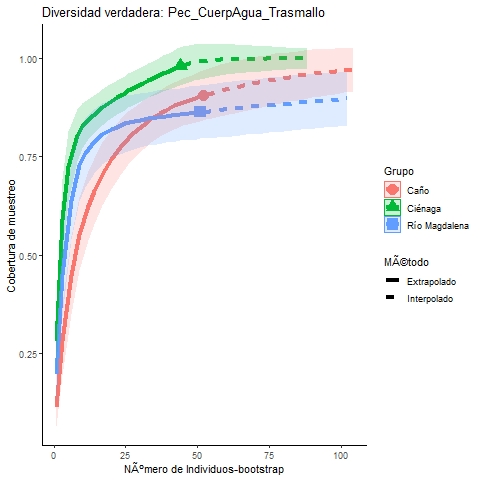 Diversidad verdadera: Pec_CuerpAgua_Trasmallo
1.00
0.75
0.50
0.25
Cobertura de muestreo
0
25
50
75
100
NÃºmero de Individuos-bootstrap
Grupo
Caño
Ciénaga
Río Magdalena
MÃ©todo
Extrapolado
Interpolado